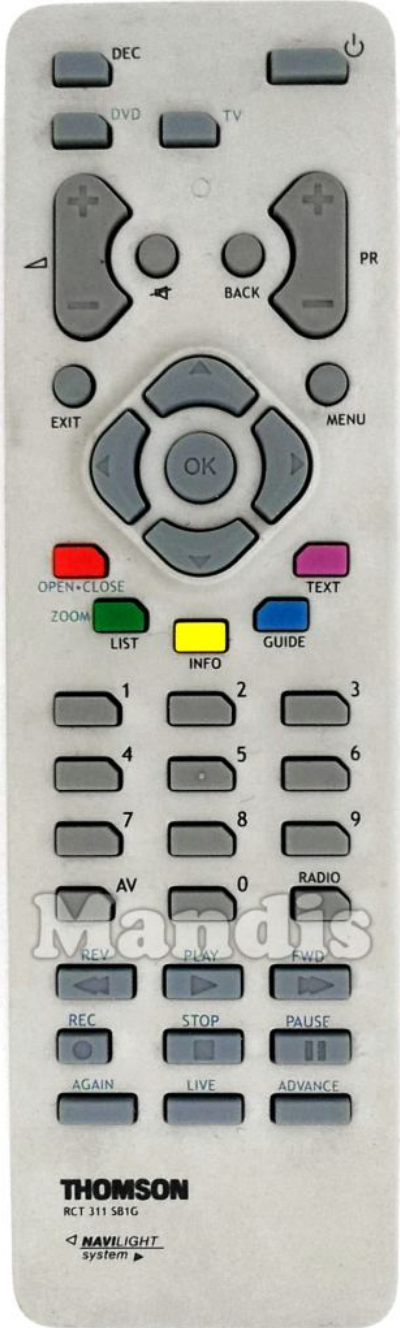 DEC
DVD TV
+ +
PR
- -
BACK
EXIT MENU
OK
OPEN•CLOSE TEXT
ZOOM
LIST GUIDE
INFO
1 2 3
4 5 6
7 8 9
AV 0 RADIO
Mandis
REV PLAY FWD
REC STOP PAUSE
AGAIN LIVE ADVANCE
THOMSON
RCT 311 SB1G
NAVILIGHT
system